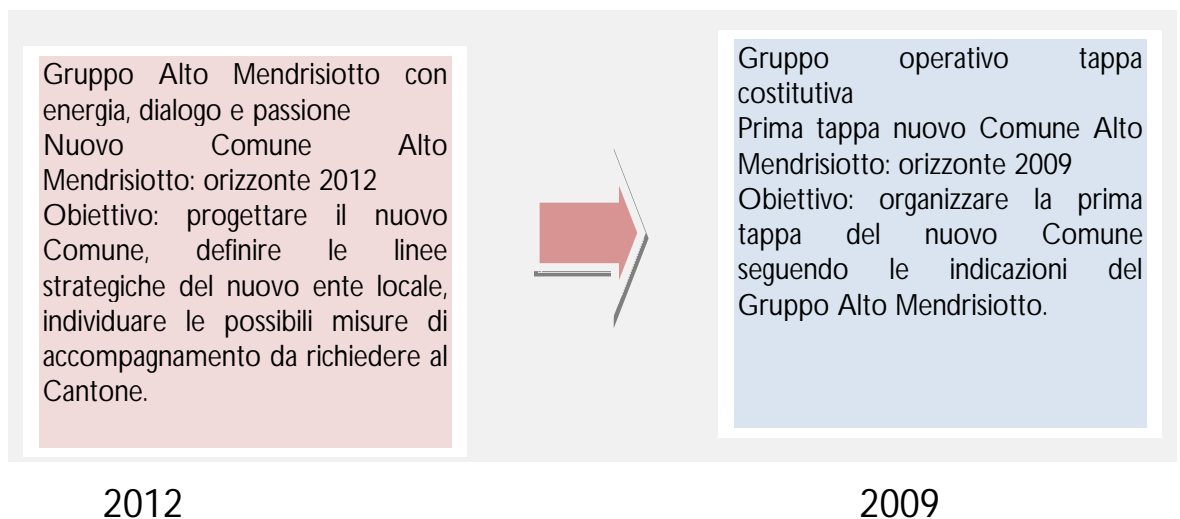 Gruppo Alto Mendrisiotto con
energia, dialogo e passione
Nuovo Comune Alto
Mendrisiotto: orizzonte 2012
Obiettivo: progettare il nuovo
Comune, definire le linee
strategiche del nuovo ente locale,
individuare le possibili misure di
accompagnamento da richiedere al
Cantone.
Gruppo operativo tappa
costitutiva
Prima tappa nuovo Comune Alto
Mendrisiotto: orizzonte 2009
Obiettivo: organizzare la prima
tappa del nuovo Comune
seguendo le indicazioni del
Gruppo Alto Mendrisiotto.
2012
2009